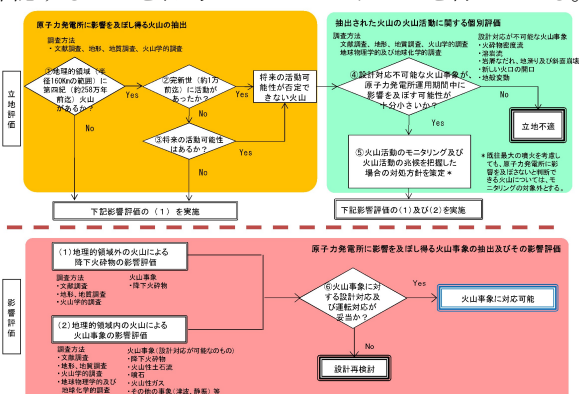 原子力発電所に影響を及ぼし得る火山の抽出
調査方法
・文献調査、地形、地質調査、火山学的調査
立地評価
①地理的領域（半
径160Kmの範囲）に
第四紀（約258万年
前迄）火山
があるか？
Yes
No
②完新世（約1万
年前迄）に活動が
あったか？
Yes
No
③将来の活動可能性
はあるか？
Yes
No
将来の活動可
能性が否定で
きない火山
下記影響評価の（1）を実施
抽出された火山の火山活動に関する個別評価
調査方法
・文献調査、地形、地質調査、火山学的調査
地球物理学及び地球化学的調査
設計対応が不可能な火山事象
・火砕物密度流
・溶岩流
・岩屑なだれ、地滑り及び斜面崩壊
・新しい火口の開口
・地殻変動
④設計対応不可能な火山事象が、
原子力発電所運用期間中に
影響を及ぼす可能性が
十分小さいか？
No
Yes
立地不適
⑤火山活動のモニタリング及び
火山活動の兆候を把握した
場合の対処方針を策定＊
＊既往最大の噴火を考慮し
ても、原子力発電所に影
響を及ぼさないと判断で
きる火山については、モ
ニタリングの対象外とする。
下記影響評価の(1)及び(2)を実施
影響評価
原子力発電所に影響を及ぼし得る火山事象の抽出及びその影響評価
(1)地理的領域外の火山による
降下火砕物の影響評価
調査方法
・文献調査
・地形、地質調査
・火山学的調査
火山事象
・降下火砕物
(2)地理的領域内の火山による
火山事象の影響評価
調査方法
・文献調査
・地形、地質調査
・火山学的調査
・地球物理学的及び
地球化学的調査
火山事象(設計対応が可能なもの)
・降下火砕物
・火山性土石流
・噴石
・火山性ガス
・その他の事象(津波、静振) 等
⑥火山事象に対
する設計対応及
び運転対応が
妥当か？
Yes
No
火山事象に対応可能
設計再検討